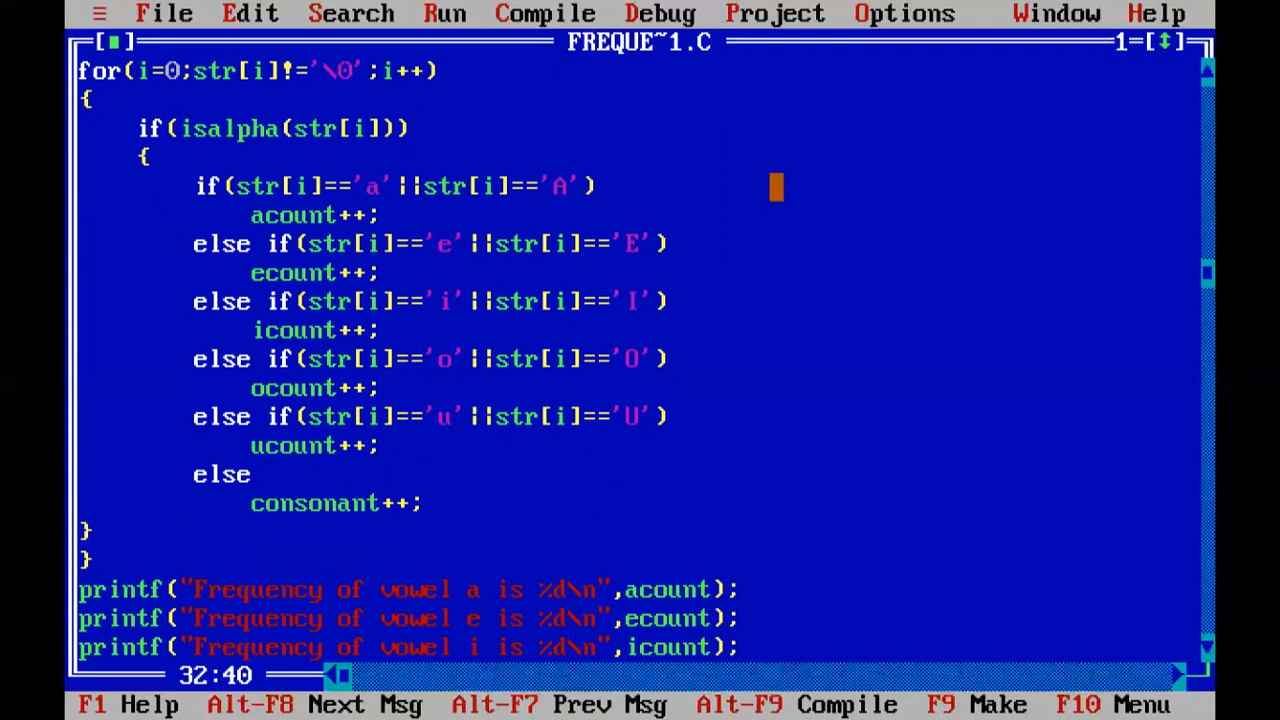 ≡ File Edit Search Run Compile Debug Project Options Window Help
[■] FREQUE~1.C 1=[↕]
for(i=0;str[i]!='\0';i++)
{
if(isalpha(str[i]))
{
if(str[i]=='a'||str[i]=='A')
acount++;
else if(str[i]=='e'||str[i]=='E')
ecount++;
else if(str[i]=='i'||str[i]=='I')
icount++;
else if(str[i]=='o'||str[i]=='O')
ocount++;
else if(str[i]=='u'||str[i]=='U')
ucount++;
else
consonant++;
}
}
printf("Frequency of vowel a is %d\n",acount);
printf("Frequency of vowel e is %d\n",ecount);
printf("Frequency of vowel i is %d\n",icount);
32:40
F1 Help Alt-F8 Next Msg Alt-F7 Prev Msg Alt-F9 Compile F9 Make F10 Menu